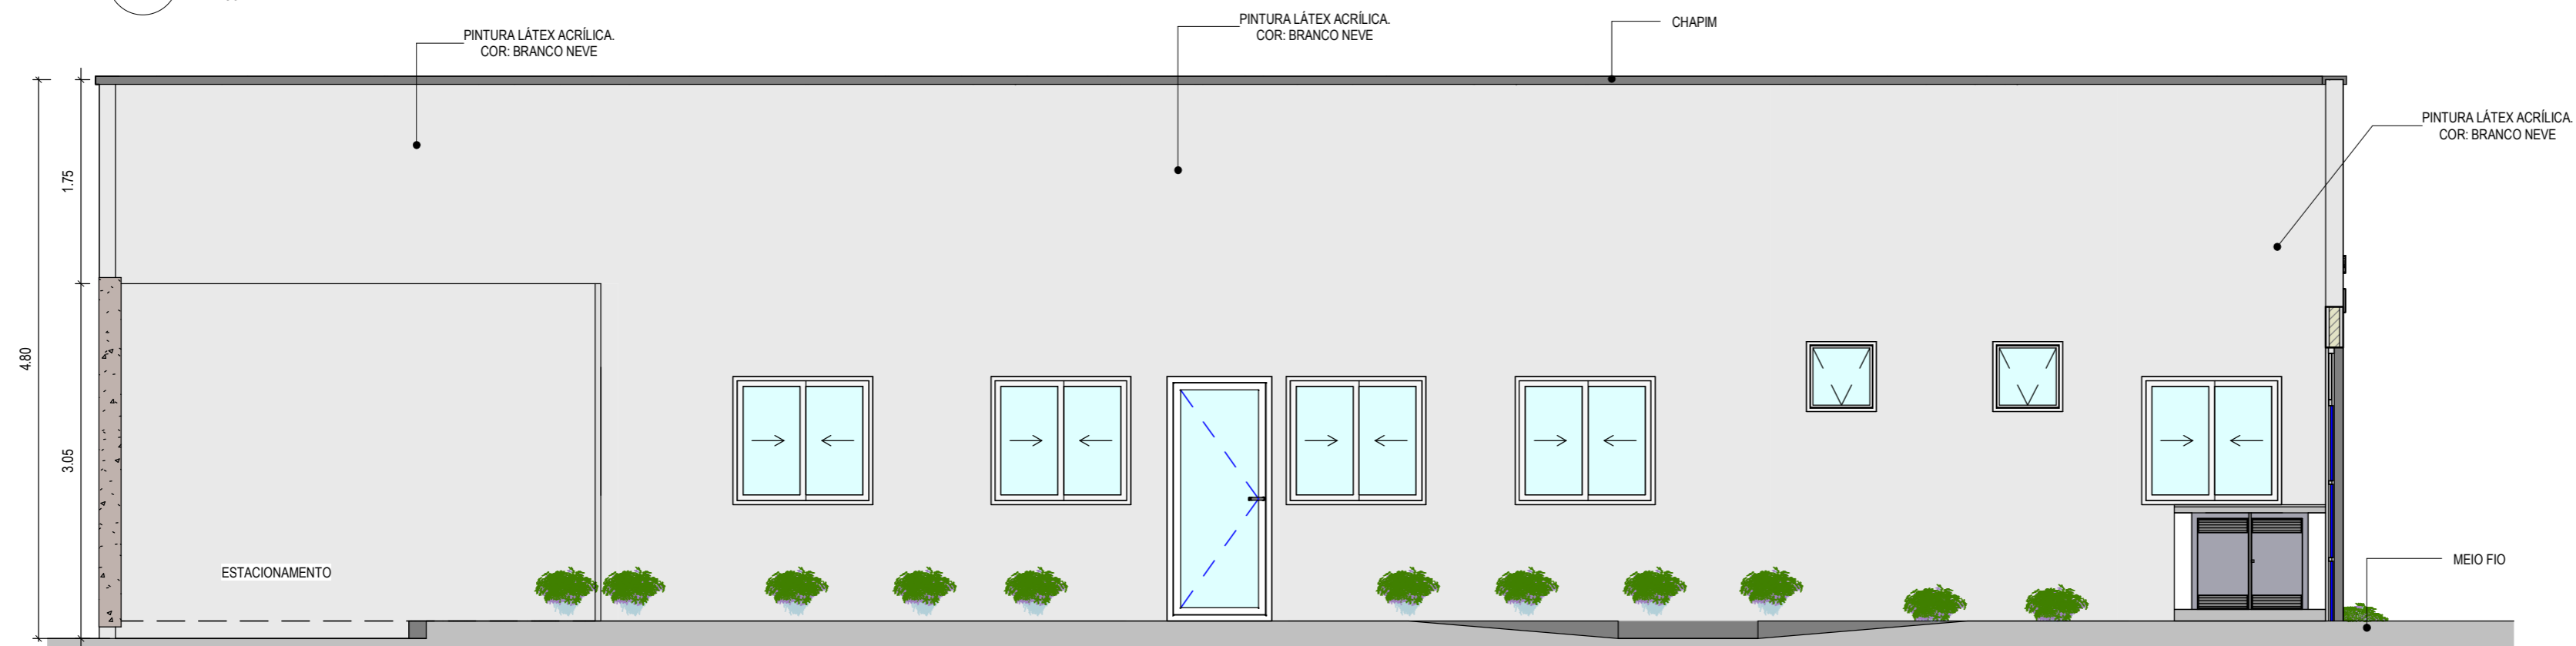 PINTURA LÁTEX ACRÍLICA.
COR: BRANCO NEVE
PINTURA LÁTEX ACRÍLICA.
COR: BRANCO NEVE
CHAPIM
PINTURA LÁTEX ACRÍLICA.
COR: BRANCO NEVE
1.75
4.80
3.05
ESTACIONAMENTO
MEIO FIO